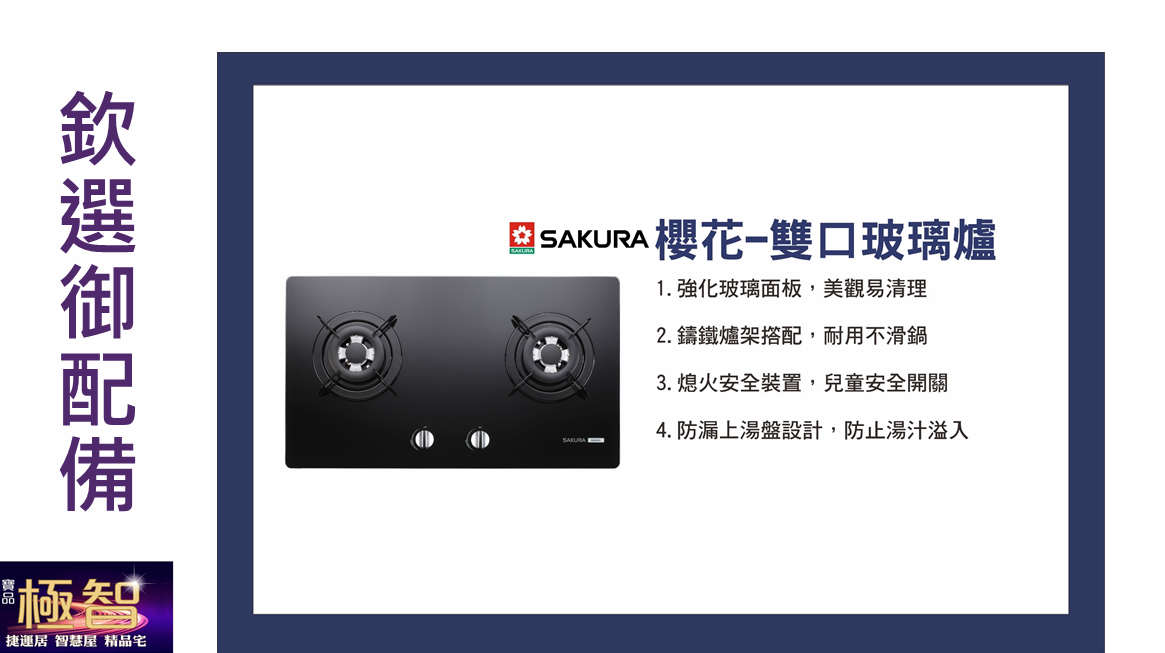 欽選御配備
SAKURA
SAKURA
櫻花-雙口玻璃爐
1. 強化玻璃面板，美觀易清理
2. 鑄鐵爐架搭配，耐用不滑鍋
3. 熄火安全裝置，兒童安全開關
4. 防漏上湯盤設計，防止湯汁溢入
SAKURA
寶品
極智
捷運居 智慧屋 精品宅